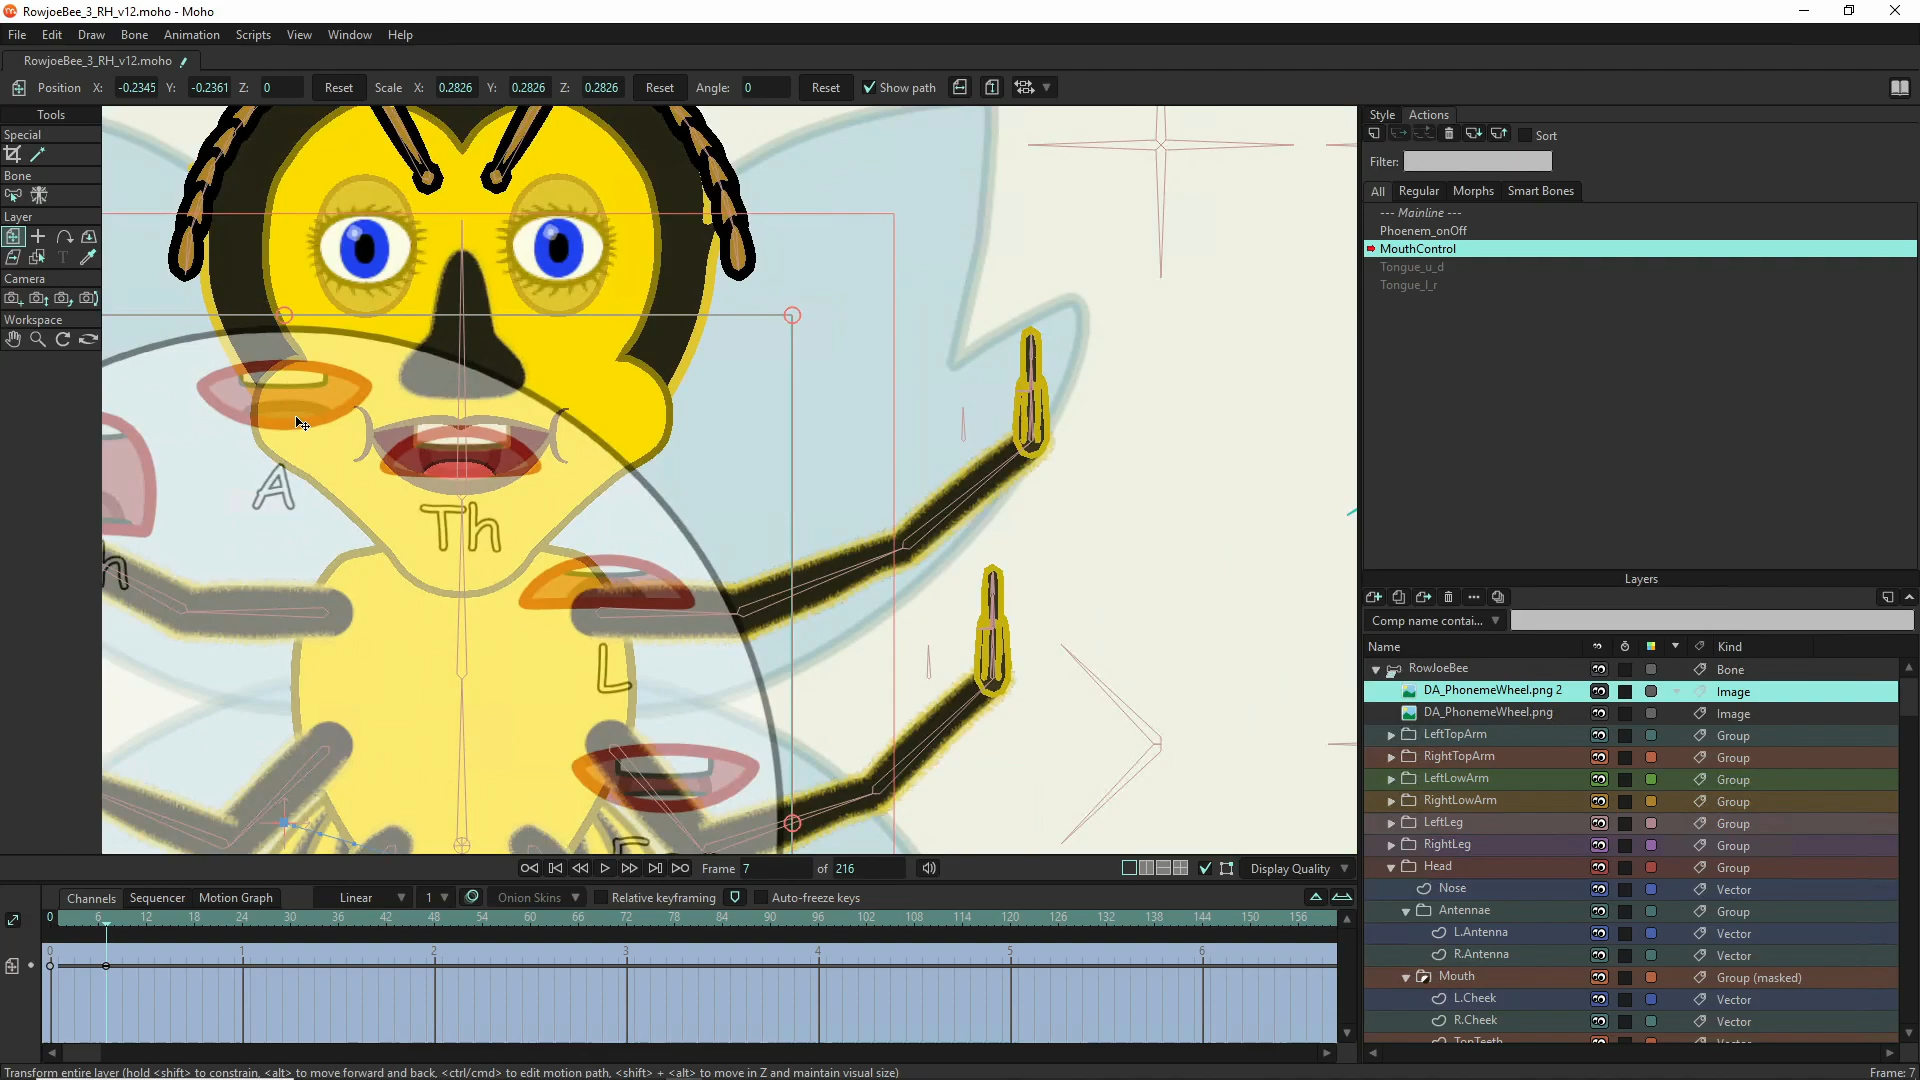 RowjoeBee_3_RH_v12.moho - Moho
File Edit Draw Bone Animation Scripts View Window Help
RowjoeBee_3_RH_v12.moho
Position X: -0.2345 Y: -0.2361 Z: 0 Reset Scale X: 0.2826 Y: 0.2826 Z: 0.2826 Reset Angle: 0 Reset Show path
Tools
Special
Bone
Layer
Camera
Workspace
A
Th
L
Style Actions
Sort
Filter:
All Regular Morphs Smart Bones
--- Mainline ---
Phoenem_onOff
MouthControl
Tongue_u_d
Tongue_l_r
Layers
Comp name contai...
Name Kind
RowJoeBee Bone
DA_PhonemeWheel.png 2 Image
DA_PhonemeWheel.png Image
LeftTopArm Group
RightTopArm Group
LeftLowArm Group
RightLowArm Group
LeftLeg Group
RightLeg Group
Head Group
Nose Vector
Antennae Group
L.Antenna Vector
R.Antenna Vector
Mouth Group (masked)
L.Cheek Vector
R.Cheek Vector
TopTeeth
Frame 7 of 216 Display Quality
Channels Sequencer Motion Graph Linear 1 Onion Skins Relative keyframing Auto-freeze keys
0 6 12 18 24 30 36 42 48 54 60 66 72 78 84 90 96 102 108 114 120 126 132 138 144 150 156
0 1 2 3 4 5 6
Transform entire layer (hold <shift> to constrain, <alt> to move forward and back, <ctrl/cmd> to edit motion path, <shift> + <alt> to move in Z and maintain visual size) Frame: 7